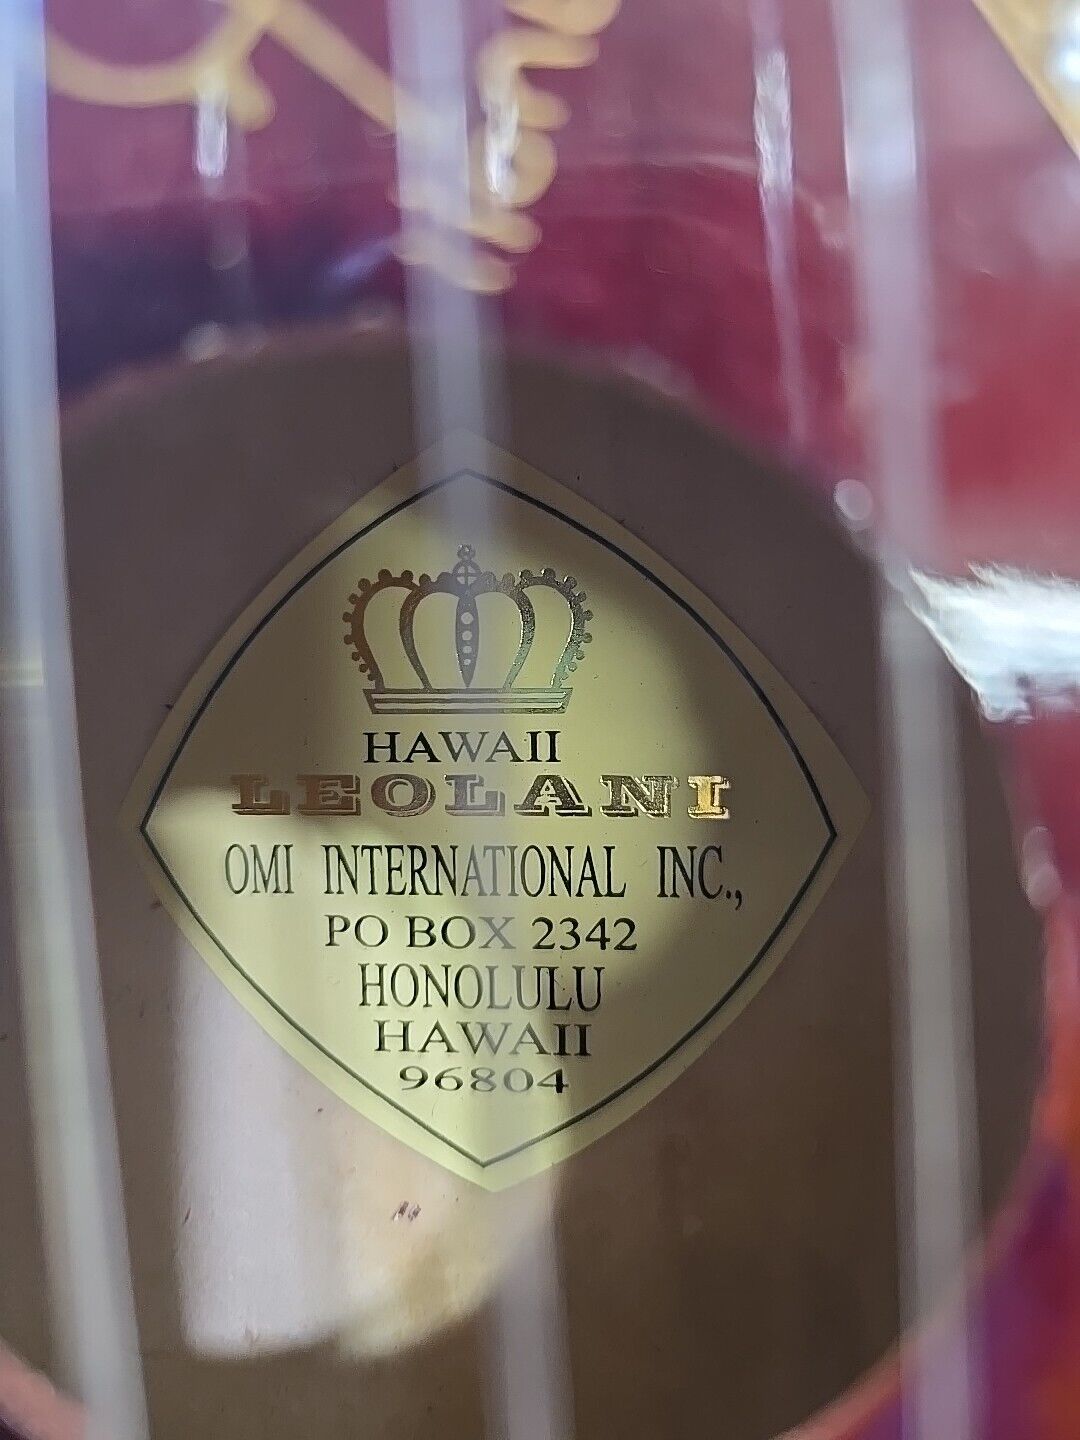 HAWAII
LEOLANI
OMI INTERNATIONAL INC.,
PO BOX 2342
HONOLULU
HAWAII
96804